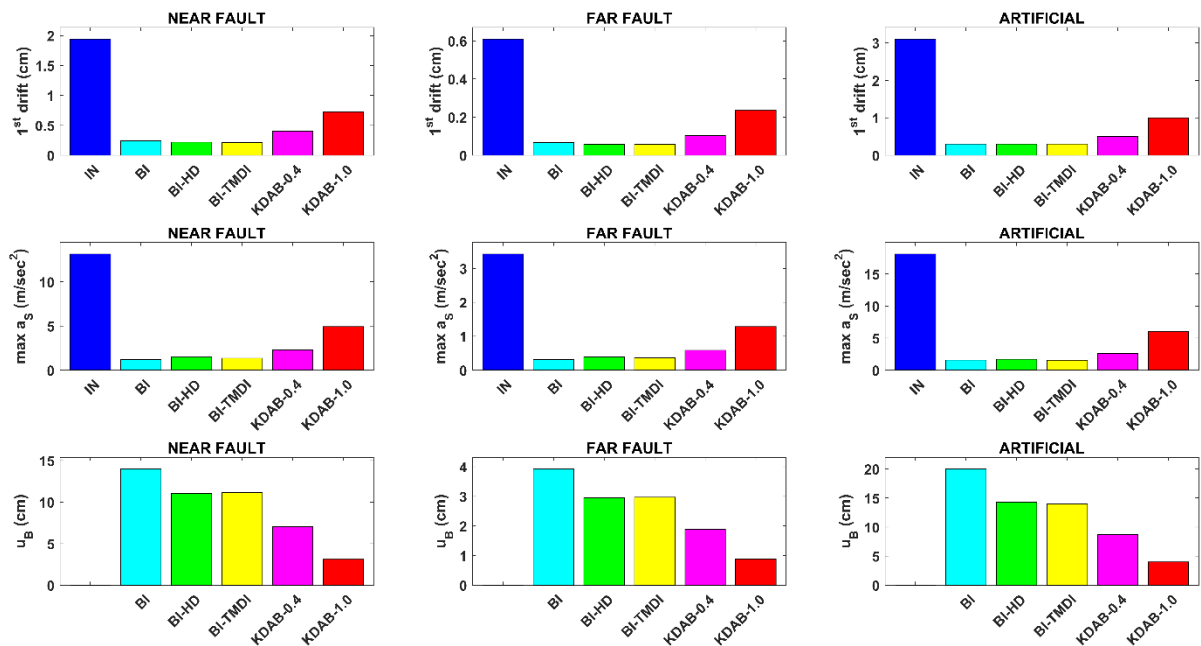 NEAR FAULT
1st drift (cm)
2
1.5
1
0.5
0
IN
BI
BI-HD
BI-TMDI
KDAB-0.4
KDAB-1.0
FAR FAULT
1st drift (cm)
0.6
0.4
0.2
0
IN
BI
BI-HD
BI-TMDI
KDAB-0.4
KDAB-1.0
ARTIFICIAL
1st drift (cm)
3
2
1
0
IN
BI
BI-HD
BI-TMDI
KDAB-0.4
KDAB-1.0
NEAR FAULT
max aS (m/sec2)
10
5
0
IN
BI
BI-HD
BI-TMDI
KDAB-0.4
KDAB-1.0
FAR FAULT
max aS (m/sec2)
3
2
1
0
IN
BI
BI-HD
BI-TMDI
KDAB-0.4
KDAB-1.0
ARTIFICIAL
max aS (m/sec2)
15
10
5
0
IN
BI
BI-HD
BI-TMDI
KDAB-0.4
KDAB-1.0
NEAR FAULT
uB (cm)
15
10
5
0
BI
BI-HD
BI-TMDI
KDAB-0.4
KDAB-1.0
FAR FAULT
uB (cm)
4
3
2
1
0
BI
BI-HD
BI-TMDI
KDAB-0.4
KDAB-1.0
ARTIFICIAL
uB (cm)
20
15
10
5
0
BI
BI-HD
BI-TMDI
KDAB-0.4
KDAB-1.0